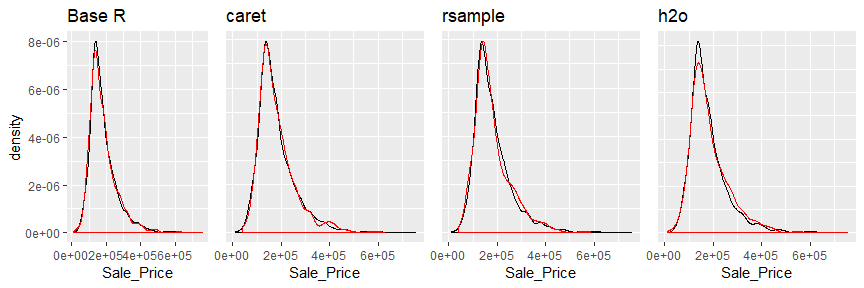 Base R
caret
rsample
h2o
density
8e-06
6e-06
4e-06
2e-06
0e+00
0e+002e+054e+056e+05
0e+00 2e+05 4e+05 6e+05
0e+00 2e+05 4e+05 6e+05
0e+00 2e+05 4e+05 6e+05
Sale_Price
Sale_Price
Sale_Price
Sale_Price